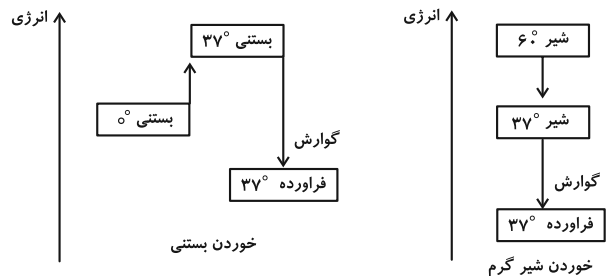 انرژی
شیر ۶۰°
شیر ۳۷°
گوارش
فراورده ۳۷°
خوردن شیر گرم
انرژی
بستنی ۳۷°
بستنی ۰°
گوارش
فراورده ۳۷°
خوردن بستنی